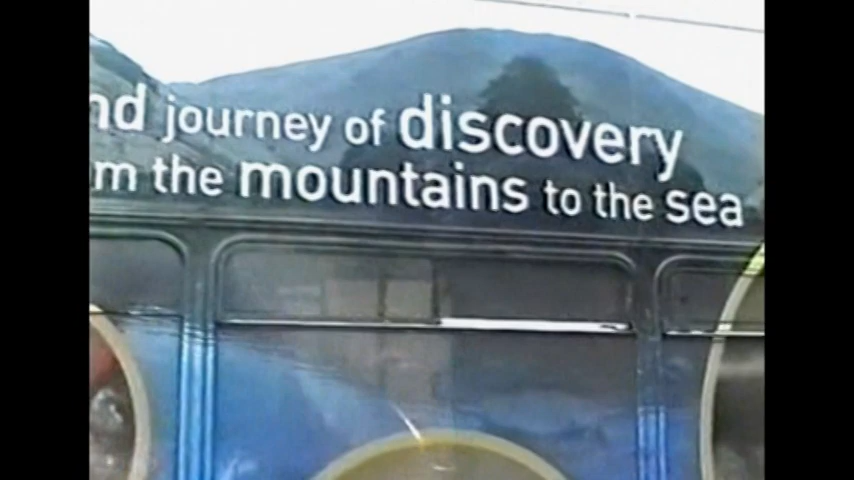 nd journey of discovery
m the mountains to the sea